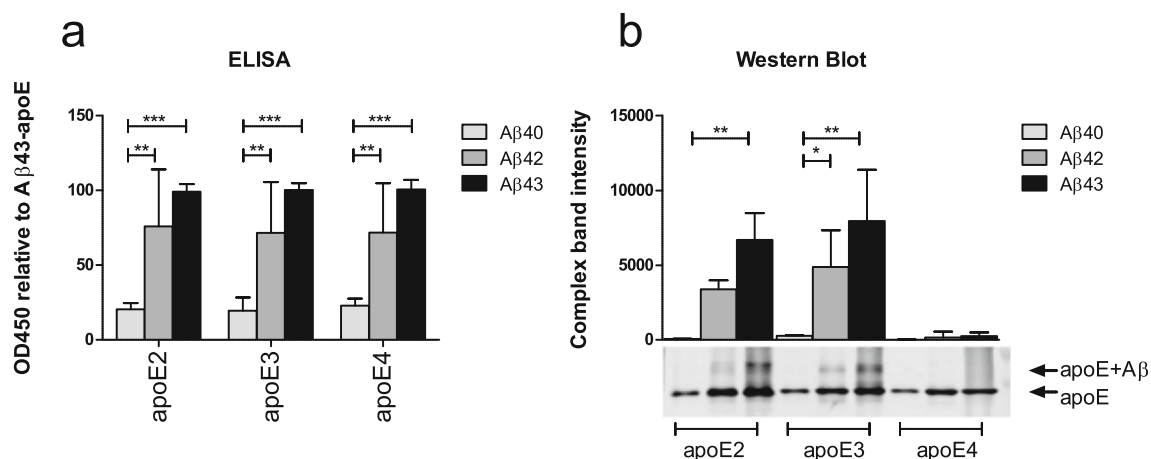 a
ELISA
OD450 relative to Aβ43-apoE
150
100
50
0
***
**
***
**
***
**
Aβ40
Aβ42
Aβ43
apoE2
apoE3
apoE4
b
Western Blot
Complex band intensity
15000
10000
5000
0
**
**
*
Aβ40
Aβ42
Aβ43
apoE+Aβ
apoE
apoE2
apoE3
apoE4